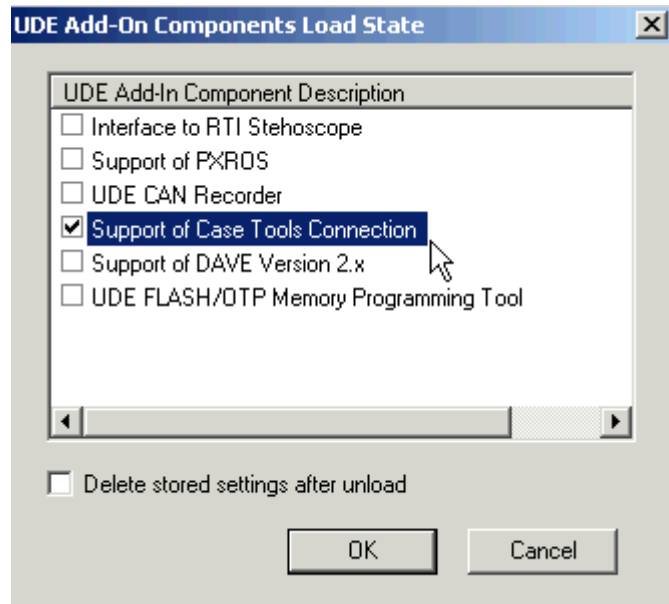 UDE Add-On Components Load State
UDE Add-In Component Description
Interface to RTI Stehoscope
Support of PXROS
UDE CAN Recorder
Support of Case Tools Connection
Support of DAVE Version 2.x
UDE FLASH/OTP Memory Programming Tool
Delete stored settings after unload
OK
Cancel